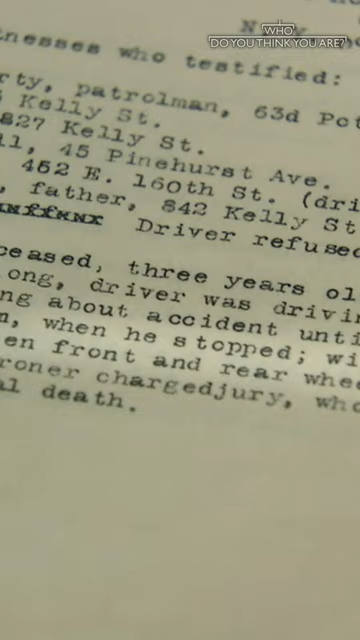 WHO
DO YOU THINK YOU ARE?
nesses who testified:
rty, patrolman, 63d Pct
Kelly St.
827 Kelly St.
ll, 45 Pinehurst Ave.
452 E. 160th St. (dri
, father, 842 Kelly St
Driver refused
ceased, three years ol
ong, driver was drivin
ng about accident unti
n, when he stopped; wi
en front and rear whee
roner chargedjury, who
al death.